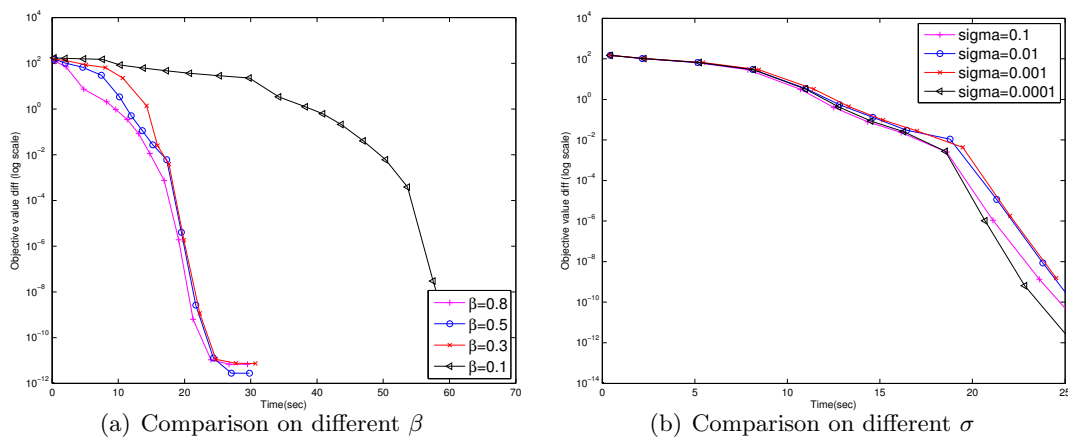 10^4
10^2
10^0
10^-2
10^-4
10^-6
10^-8
10^-10
10^-12
Objective value diff (log scale)
0 10 20 30 40 50 60 70
Time(sec)
β=0.8
β=0.5
β=0.3
β=0.1
(a) Comparison on different β
10^4
10^2
10^0
10^-2
10^-4
10^-6
10^-8
10^-10
10^-12
10^-14
Objective value diff (log scale)
0 5 10 15 20 25
Time(sec)
sigma=0.1
sigma=0.01
sigma=0.001
sigma=0.0001
(b) Comparison on different σ